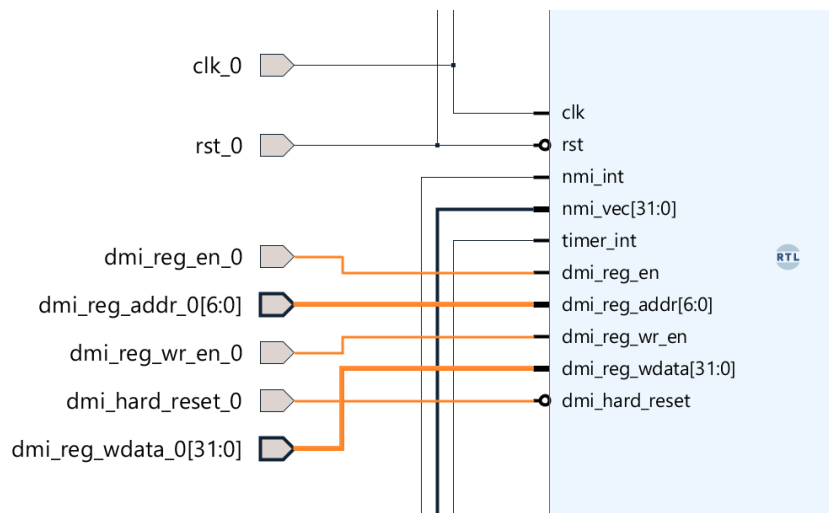 clk_0
clk
rst_0
rst
nmi_int
nmi_vec[31:0]
timer_int
RTL
dmi_reg_en_0
dmi_reg_en
dmi_reg_addr_0[6:0]
dmi_reg_addr[6:0]
dmi_reg_wr_en_0
dmi_reg_wr_en
dmi_reg_wdata[31:0]
dmi_hard_reset_0
dmi_hard_reset
dmi_reg_wdata_0[31:0]